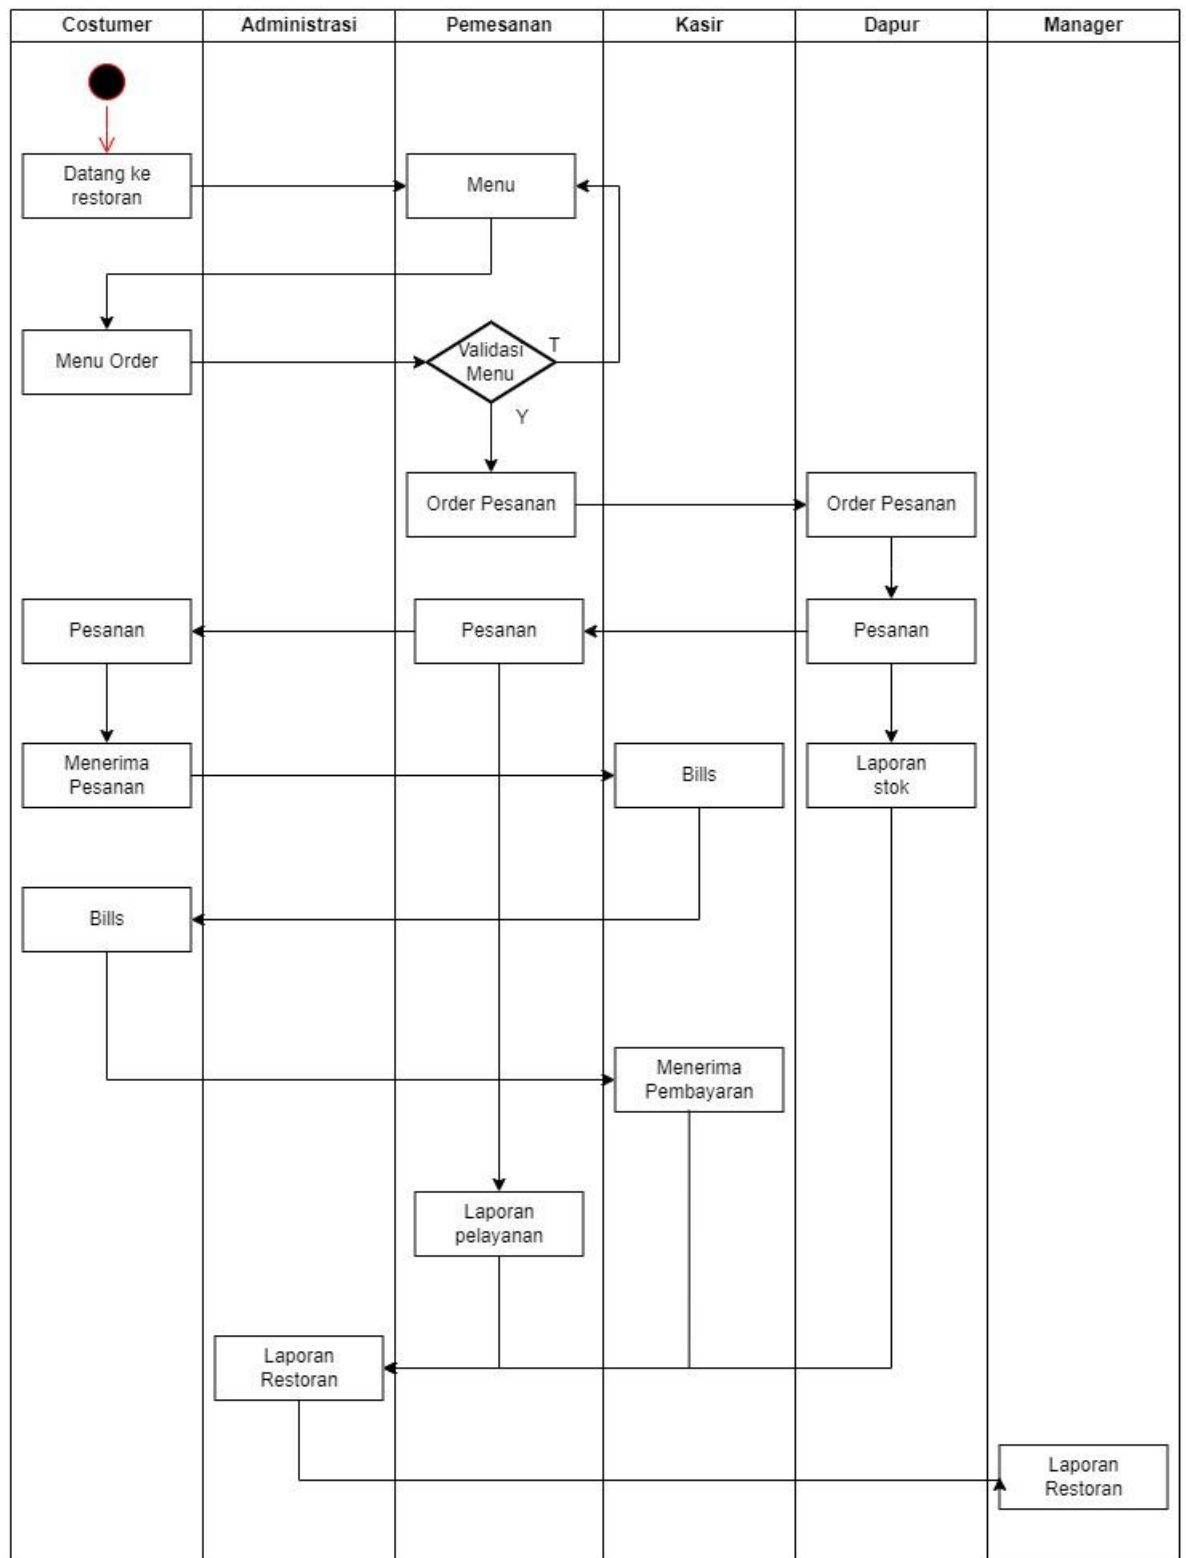 Costumer
Administrasi
Pemesanan
Kasir
Dapur
Manager
Datang ke
restoran
Menu
Menu Order
Validasi
Menu
T
Y
Order Pesanan
Order Pesanan
Pesanan
Pesanan
Pesanan
Menerima
Pesanan
Bills
Laporan
stok
Bills
Menerima
Pembayaran
Laporan
pelayanan
Laporan
Restoran
Laporan
Restoran